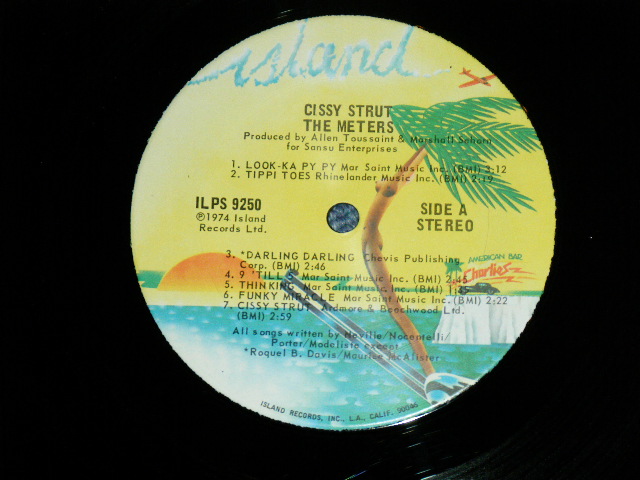 island
CISSY STRUT
THE METERS
Produced by Allen Toussaint & Marshall Sehorn
for Sansu Enterprises
1. LOOK-KA PY PY Mar Saint Music Inc. (BMI) 3:12
2. TIPPI TOES Rhinelander Music Inc. (BMI) 2:19
ILPS 9250
℗1974 Island
Records Ltd.
SIDE A
STEREO
3. *DARLING DARLING Chevis Publishing
Corp. (BMI) 2:46
4. 9 'TILL 5 Mar Saint Music Inc. (BMI) 2:45
5. THINKING Mar Saint Music Inc. (BMI)
6. FUNKY MIRACLE Mar Saint Music Inc. (BMI) 2:22
7. CISSY STRUT Ardmore & Beechwood Ltd.
(BMI) 2:59
AMERICAN BAR
Charlies
All songs written by Neville/Nocentelli/
Porter/Modeliste except
*Roquel B. Davis/Maurice McAlister
ISLAND RECORDS, INC., L.A., CALIF. 90046